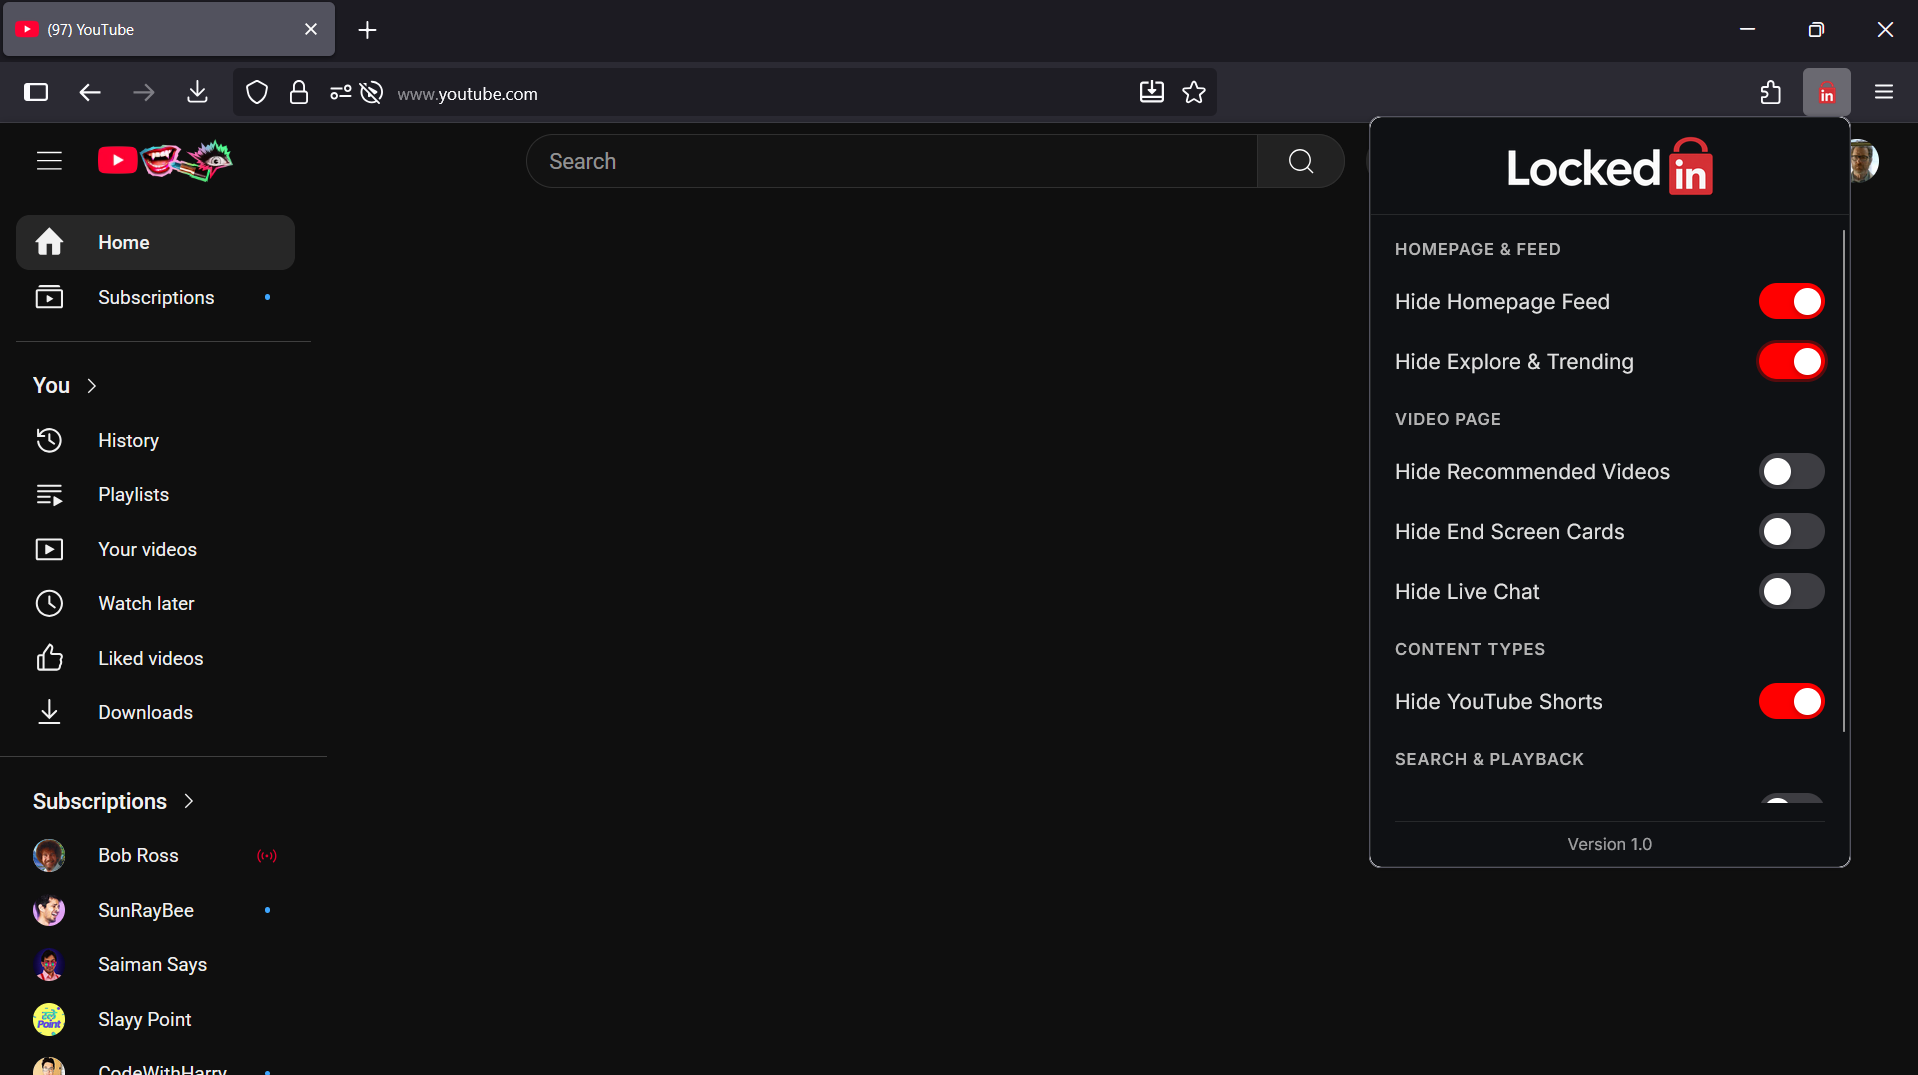 (97) YouTube
www.youtube.com
in
Search
Locked in
Home
Subscriptions
You
History
Playlists
Your videos
Watch later
Liked videos
Downloads
Subscriptions
Bob Ross
SunRayBee
Saiman Says
Point
Slayy Point
CodeWithHarry
HOMEPAGE & FEED
Hide Homepage Feed
Hide Explore & Trending
VIDEO PAGE
Hide Recommended Videos
Hide End Screen Cards
Hide Live Chat
CONTENT TYPES
Hide YouTube Shorts
SEARCH & PLAYBACK
Version 1.0